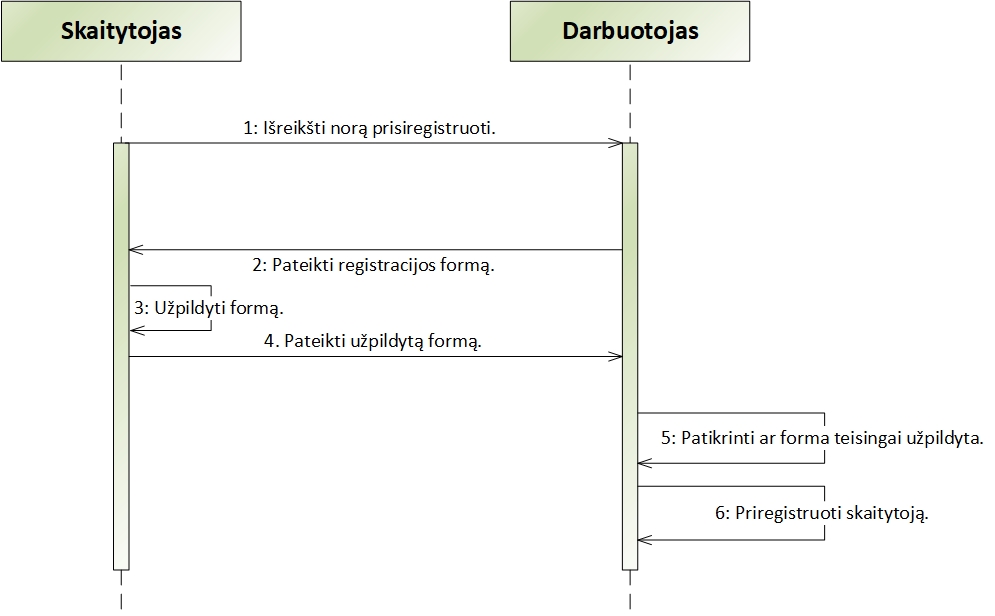 Skaitytojas
Darbuotojas
1: Išreikšti norą prisiregistruoti.
2: Pateikti registracijos formą.
3: Užpildyti formą.
4. Pateikti užpildytą formą.
5: Patikrinti ar forma teisingai užpildyta.
6: Priregistruoti skaitytoją.